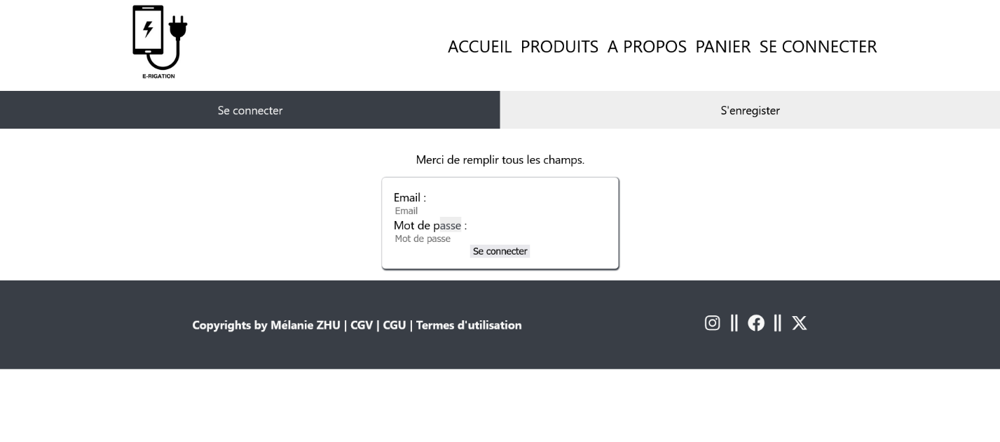 E-RIGATION
ACCUEIL PRODUITS A PROPOS PANIER SE CONNECTER
Se connecter
S'enregister
Merci de remplir tous les champs.
Email :
Email
Mot de passe :
Mot de passe
Se connecter
Copyrights by Mélanie ZHU | CGV | CGU | Termes d'utilisation